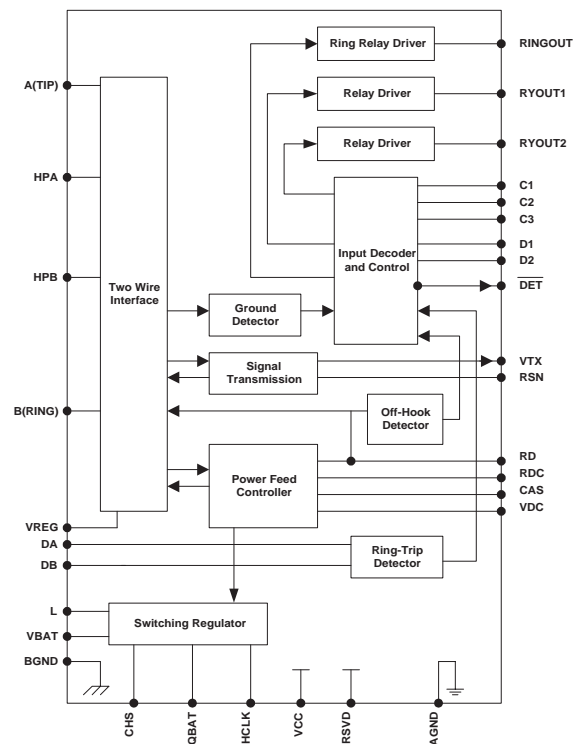 Ring Relay Driver
RINGOUT
A(TIP)
Relay Driver
RYOUT1
Relay Driver
RYOUT2
HPA
C1
C2
C3
Input Decoder
and Control
D1
D2
HPB
Two Wire
Interface
DET
Ground
Detector
Signal
Transmission
VTX
RSN
B(RING)
Off-Hook
Detector
RD
Power Feed
Controller
RDC
CAS
VDC
VREG
DA
DB
Ring-Trip
Detector
L
Switching Regulator
VBAT
BGND
CHS
QBAT
HCLK
VCC
RSVD
AGND